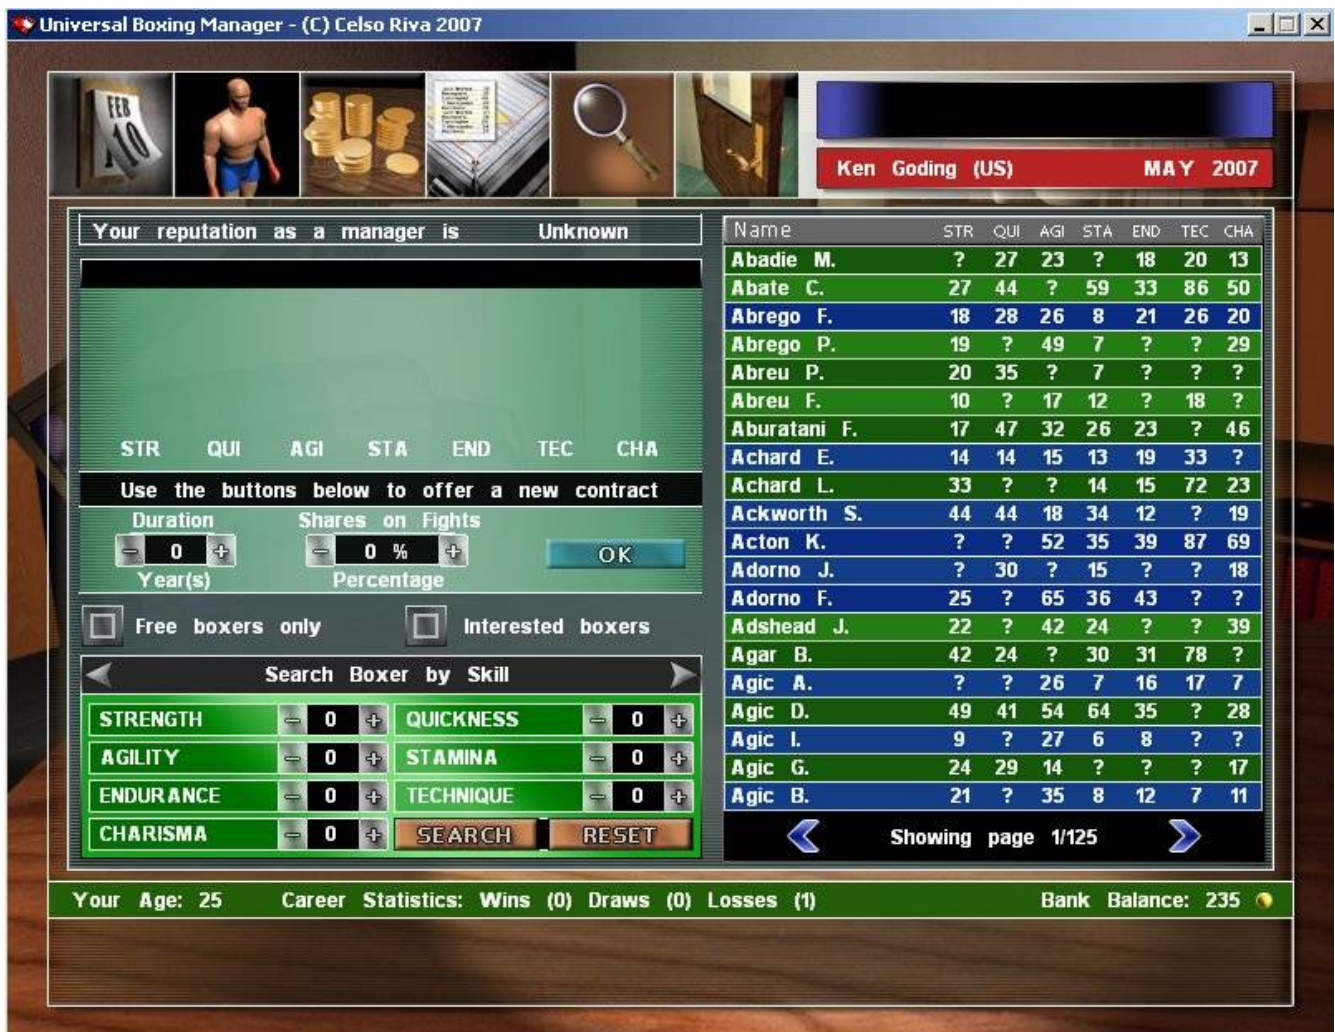 Universal Boxing Manager - (C) Celso Riva 2007
FEB
10
Ken Goding (US) MAY 2007
Your reputation as a manager is Unknown
STR QUI AGI STA END TEC CHA
Use the buttons below to offer a new contract
Duration Shares on Fights
- 0 + - 0 % + OK
Year(s) Percentage
Free boxers only Interested boxers
Search Boxer by Skill
STRENGTH - 0 + QUICKNESS - 0 +
AGILITY - 0 + STAMINA - 0 +
ENDURANCE - 0 + TECHNIQUE - 0 +
CHARISMA - 0 + SEARCH RESET
Name STR QUI AGI STA END TEC CHA
Abadie M. ? 27 23 ? 18 20 13
Abate C. 27 44 ? 59 33 86 50
Abrego F. 18 28 26 8 21 26 20
Abrego P. 19 ? 49 7 ? ? 29
Abreu P. 20 35 ? 7 ? ? ?
Abreu F. 10 ? 17 12 ? 18 ?
Aburatani F. 17 47 32 26 23 ? 46
Achard E. 14 14 15 13 19 33 ?
Achard L. 33 ? ? 14 15 72 23
Ackworth S. 44 44 18 34 12 ? 19
Acton K. ? ? 52 35 39 87 69
Adorno J. ? 30 ? 15 ? ? 18
Adorno F. 25 ? 65 36 43 ? ?
Adshead J. 22 ? 42 24 ? ? 39
Agar B. 42 24 ? 30 31 78 ?
Agic A. ? ? 26 7 16 17 7
Agic D. 49 41 54 64 35 ? 28
Agic I. 9 ? 27 6 8 ? ?
Agic G. 24 29 14 ? ? ? 17
Agic B. 21 ? 35 8 12 7 11
Showing page 1/125
Your Age: 25 Career Statistics: Wins (0) Draws (0) Losses (1) Bank Balance: 235